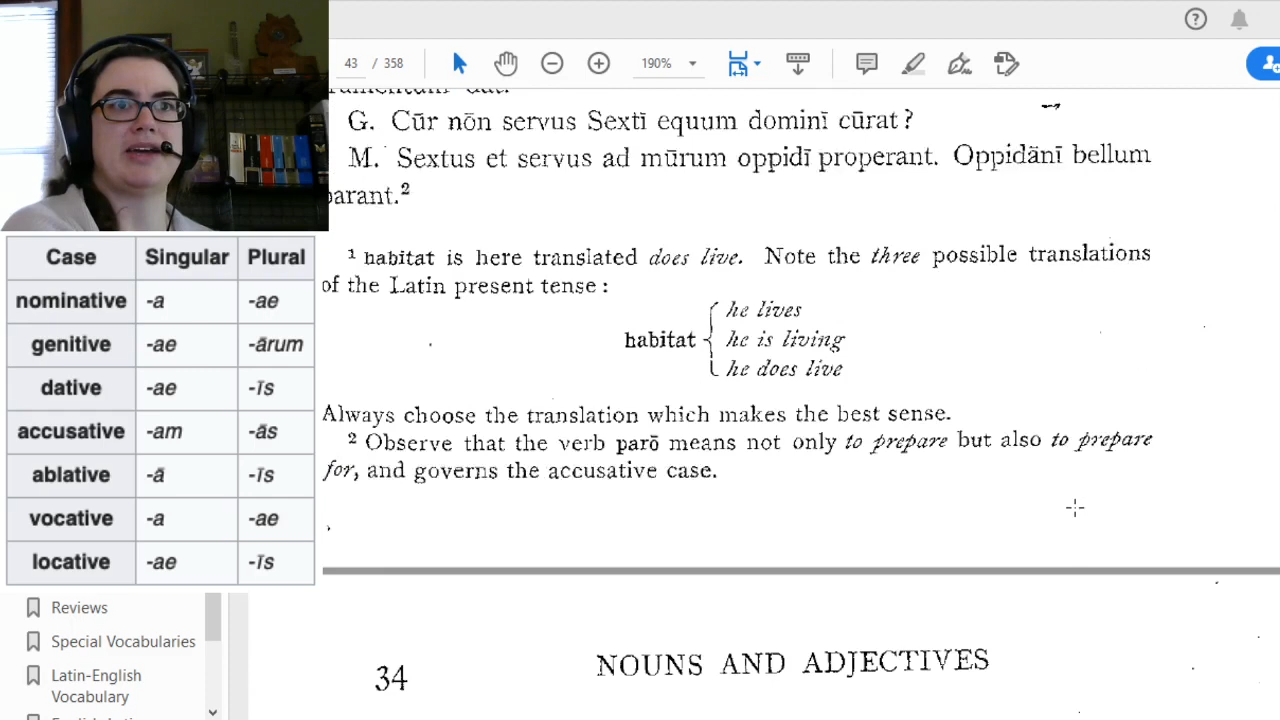 43 / 358
190%
G. Cūr nōn servus Sextī equum dominī cūrat?
M. Sextus et servus ad mūrum oppidī properant. Oppidānī bellum
parant.²
¹ habitat is here translated does live. Note the three possible translations
of the Latin present tense:
he lives
habitat { he is living
he does live
Always choose the translation which makes the best sense.
² Observe that the verb parō means not only to prepare but also to prepare
for, and governs the accusative case.
34 NOUNS AND ADJECTIVES
Case Singular Plural
nominative -a -ae
genitive -ae -ārum
dative -ae -īs
accusative -am -ās
ablative -ā -īs
vocative -a -ae
locative -ae -īs
Reviews
Special Vocabularies
Latin-English
Vocabulary